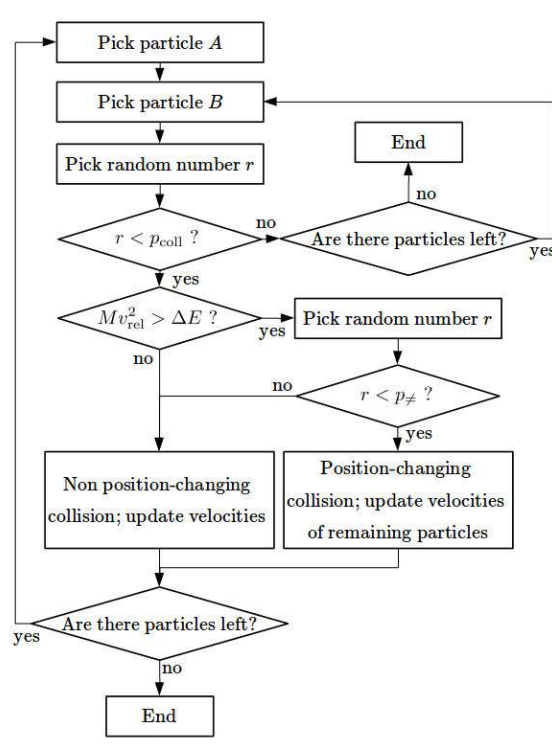 Pick particle A
Pick particle B
Pick random number r
End
no
r < p_coll ?
no
Are there particles left?
yes
yes
Mv²_rel > ΔE ?
yes
Pick random number r
no
no
r < p_≠ ?
yes
Non position-changing
collision; update velocities
Position-changing
collision; update velocities
of remaining particles
Are there particles left?
yes
no
End